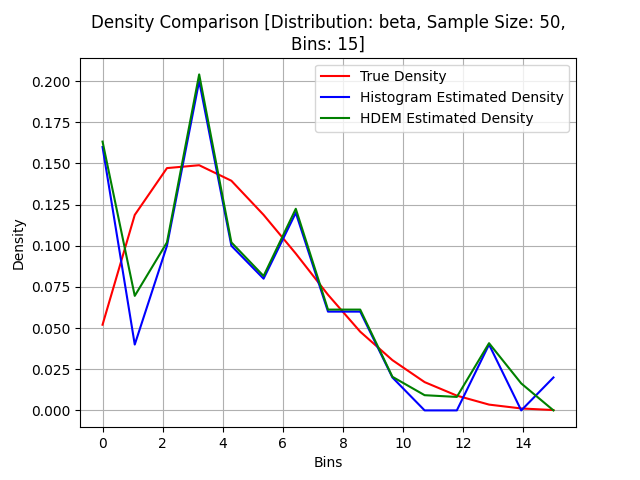 Density Comparison [Distribution: beta, Sample Size: 50,
Bins: 15]
True Density
Histogram Estimated Density
HDEM Estimated Density
Density
0.200
0.175
0.150
0.125
0.100
0.075
0.050
0.025
0.000
0 2 4 6 8 10 12 14
Bins